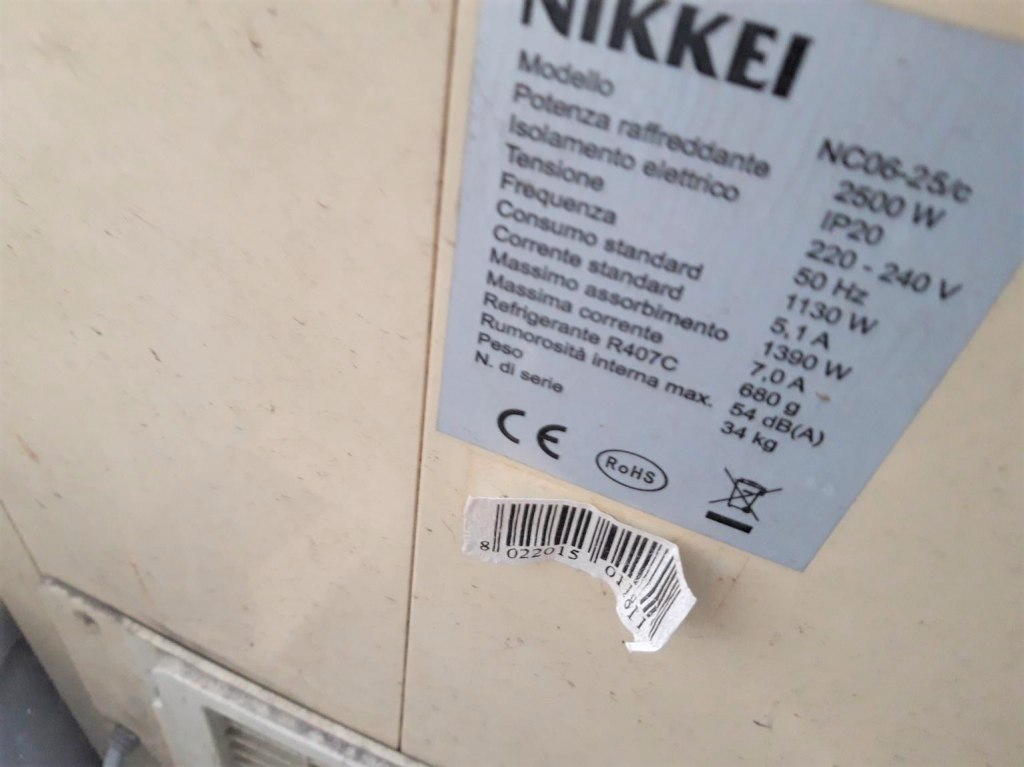 NIKKEI
Modello NC06-25/c
Potenza raffreddante 2500 W
Isolamento elettrico IP20
Tensione 220 - 240 V
Frequenza 50 Hz
Consumo standard 1130 W
Corrente standard 5,1 A
Massimo assorbimento 1390 W
Massima corrente 7,0 A
Refrigerante R407C 680 g
Rumorosità interna max. 54 dB(A)
Peso 34 kg
N. di serie
CE
RoHS
8 022015